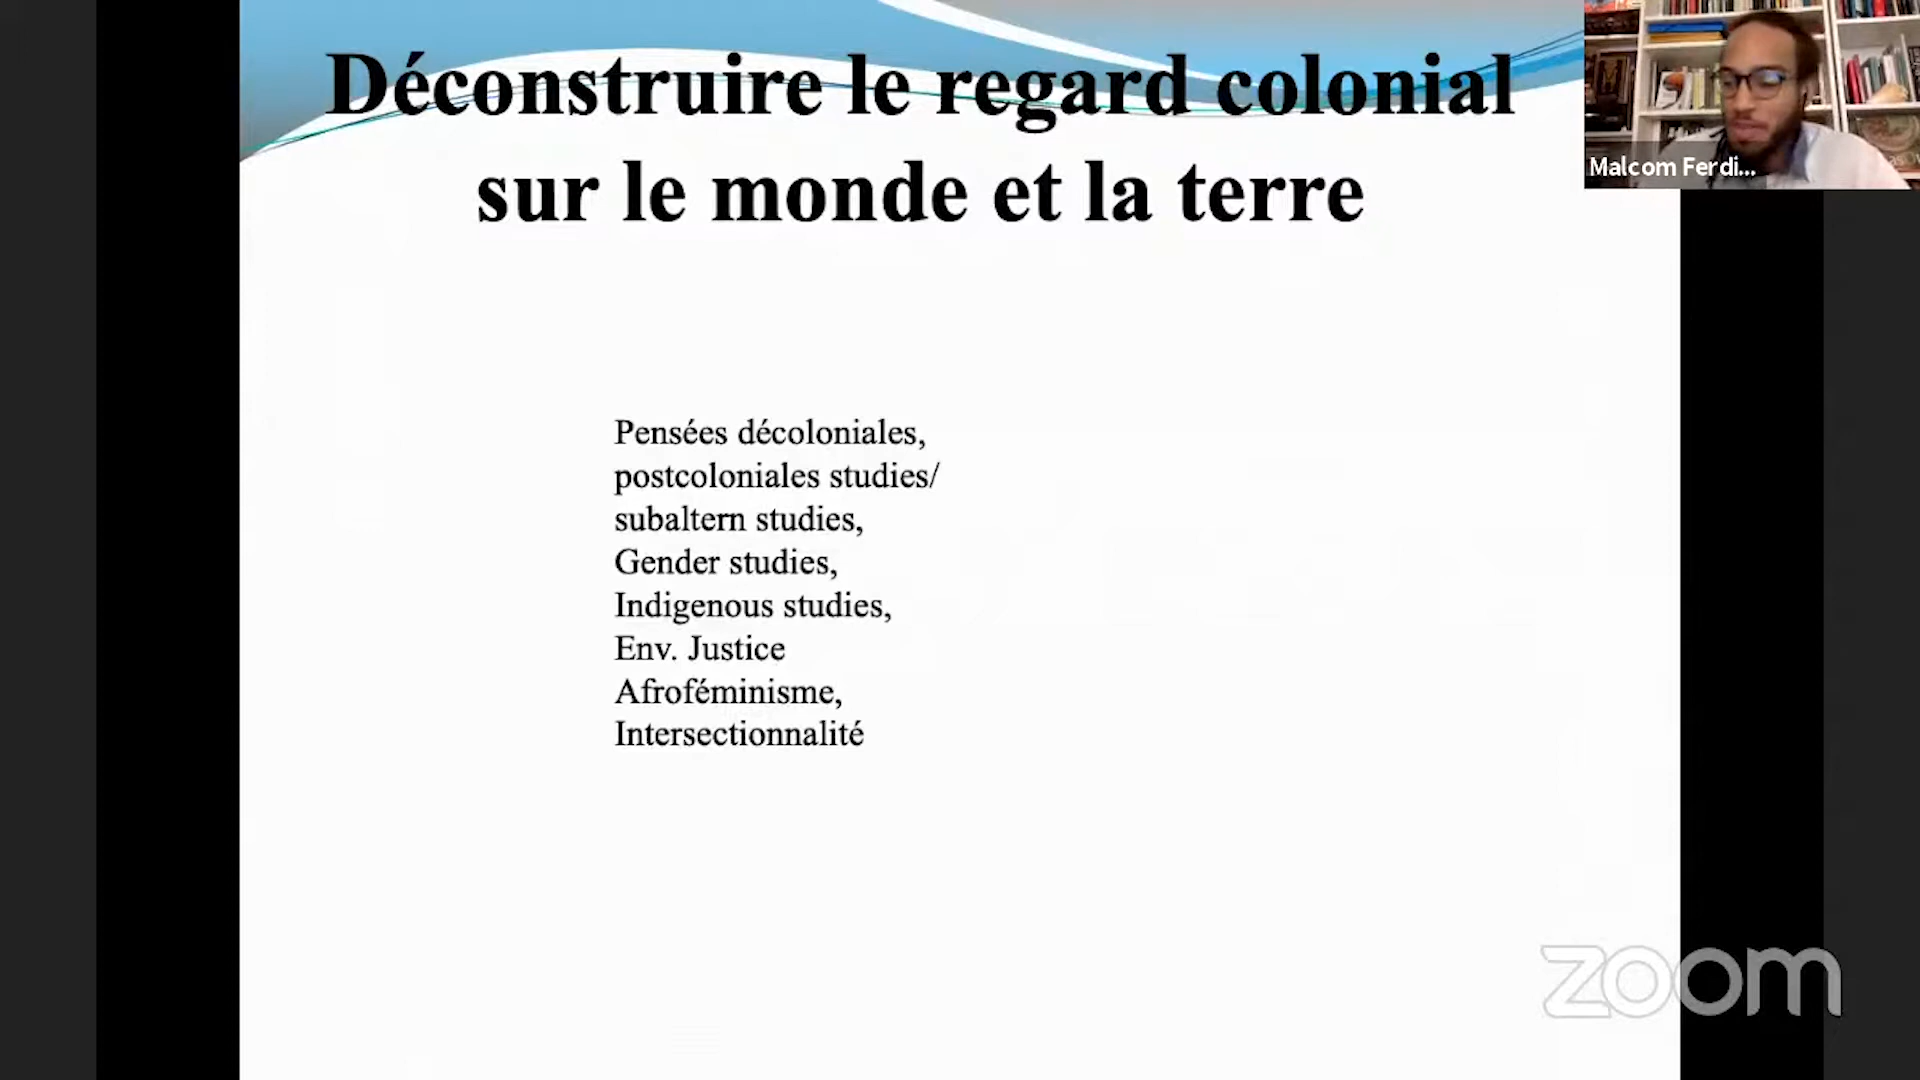 Déconstruire le regard colonial
sur le monde et la terre
Malcom Ferdi...
Pensées décoloniales,
postcoloniales studies/
subaltern studies,
Gender studies,
Indigenous studies,
Env. Justice
Afroféminisme,
Intersectionnalité
zoom